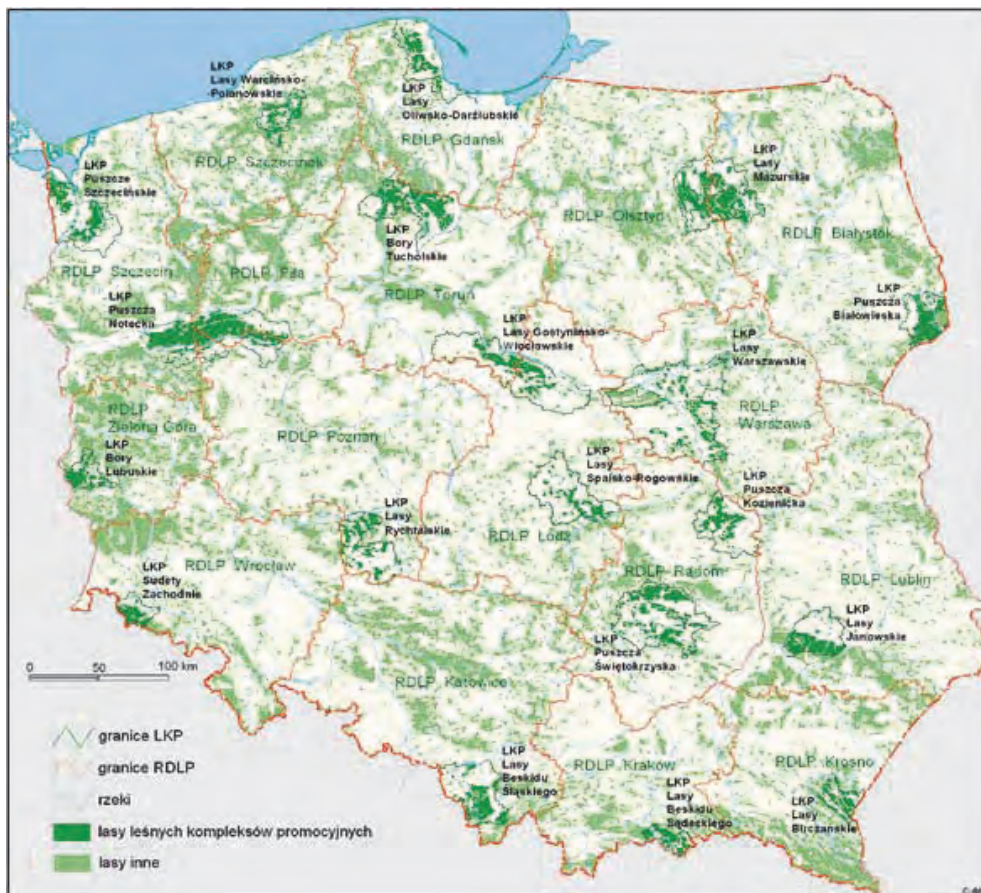 LKP
Lasy Warcińsko-
-Polanowskie
LKP
Lasy
Oliwsko-Darżlubskie
RDLP Gdańsk
RDLP Szczecinek
LKP
Puszcze
Szczecińskie
LKP
Lasy
Mazurskie
LKP
Bory
Tucholskie
RDLP Olsztyn
RDLP Białystok
RDLP Szczecin
RDLP Piła
RDLP Toruń
LKP
Puszcza
Notecka
LKP
Puszcza
Białowieska
LKP
Lasy Gostynińsko-
Włocławskie
LKP
Lasy
Warszawskie
RDLP
Zielona Góra
RDLP Poznań
RDLP
Warszawa
LKP
Bory
Lubuskie
LKP
Lasy
Rychtalskie
LKP
Lasy
Spalsko-Rogowskie
LKP
Puszcza
Kozienicka
RDLP Łódź
RDLP Wrocław
RDLP Radom
RDLP Lublin
LKP
Sudety
Zachodnie
LKP
Puszcza
Świętokrzyska
LKP
Lasy
Janowskie
0 50 100 km
RDLP Katowice
granice LKP
granice RDLP
rzeki
lasy leśnych kompleksów promocyjnych
lasy inne
LKP
Lasy
Beskidu
Śląskiego
RDLP Kraków
LKP
Lasy
Beskidu
Sądeckiego
RDLP Krosno
LKP
Lasy
Birczańskie